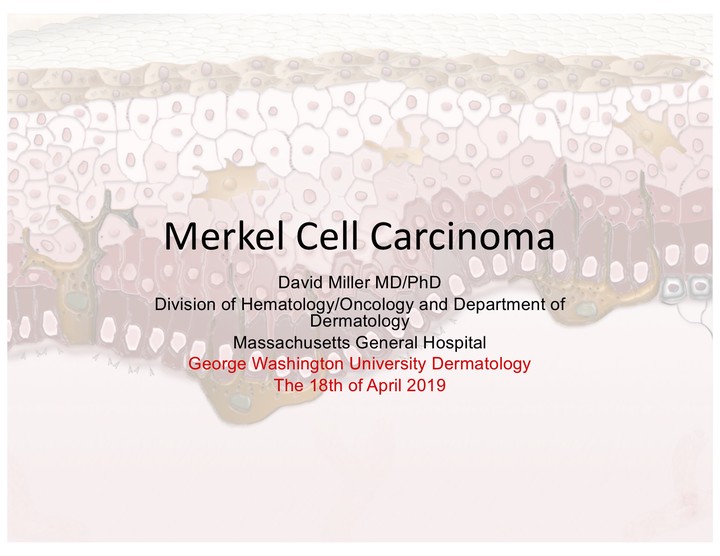 Merkel Cell Carcinoma
David Miller MD/PhD
Division of Hematology/Oncology and Department of
Dermatology
Massachusetts General Hospital
George Washington University Dermatology
The 18th of April 2019